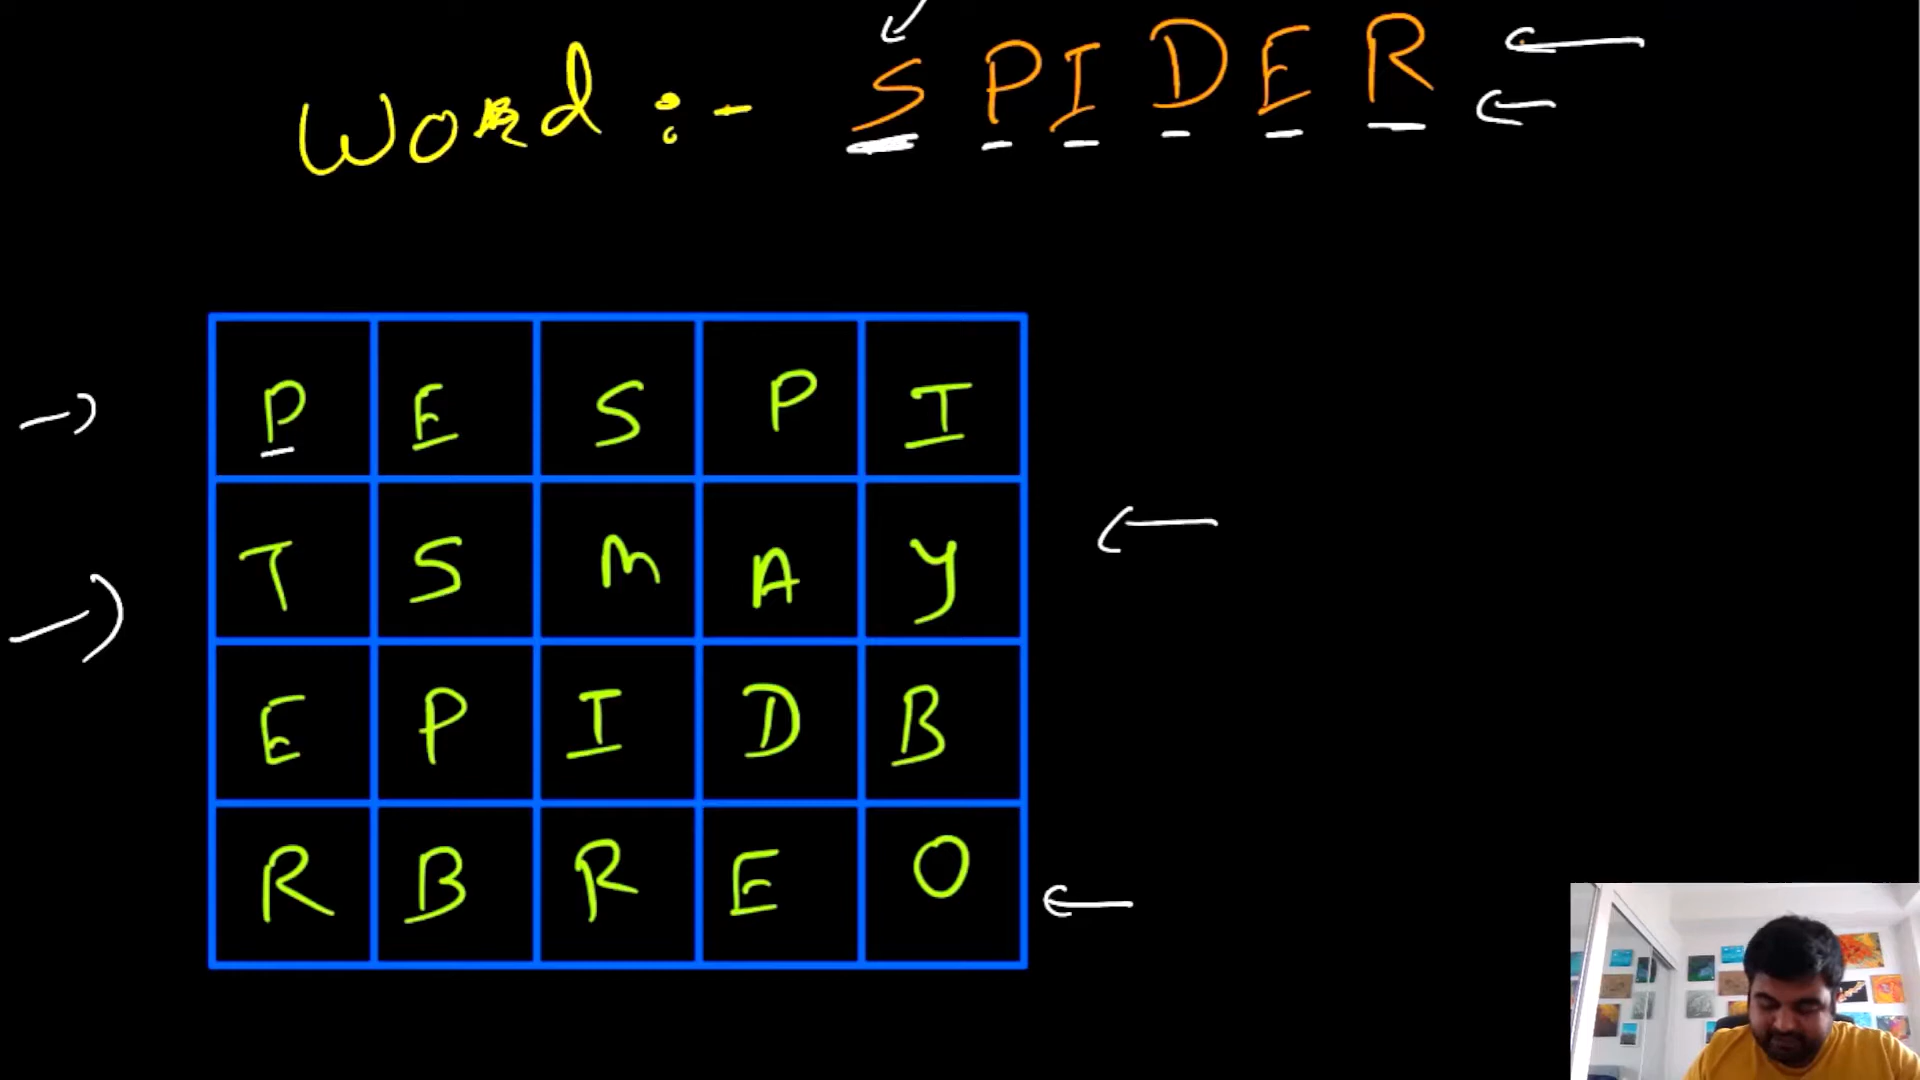 Word :- SPIDER
P E S P I
T S M A Y
E P I D B
R B R E O